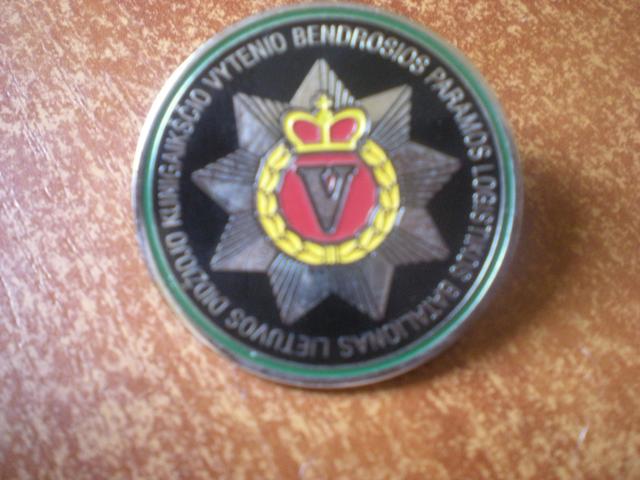 LIETUVOS DIDŽIOJO KUNIGAIKŠČIO VYTENIO BENDROSIOS PARAMOS LOGISTIKOS BATALIONAS
V